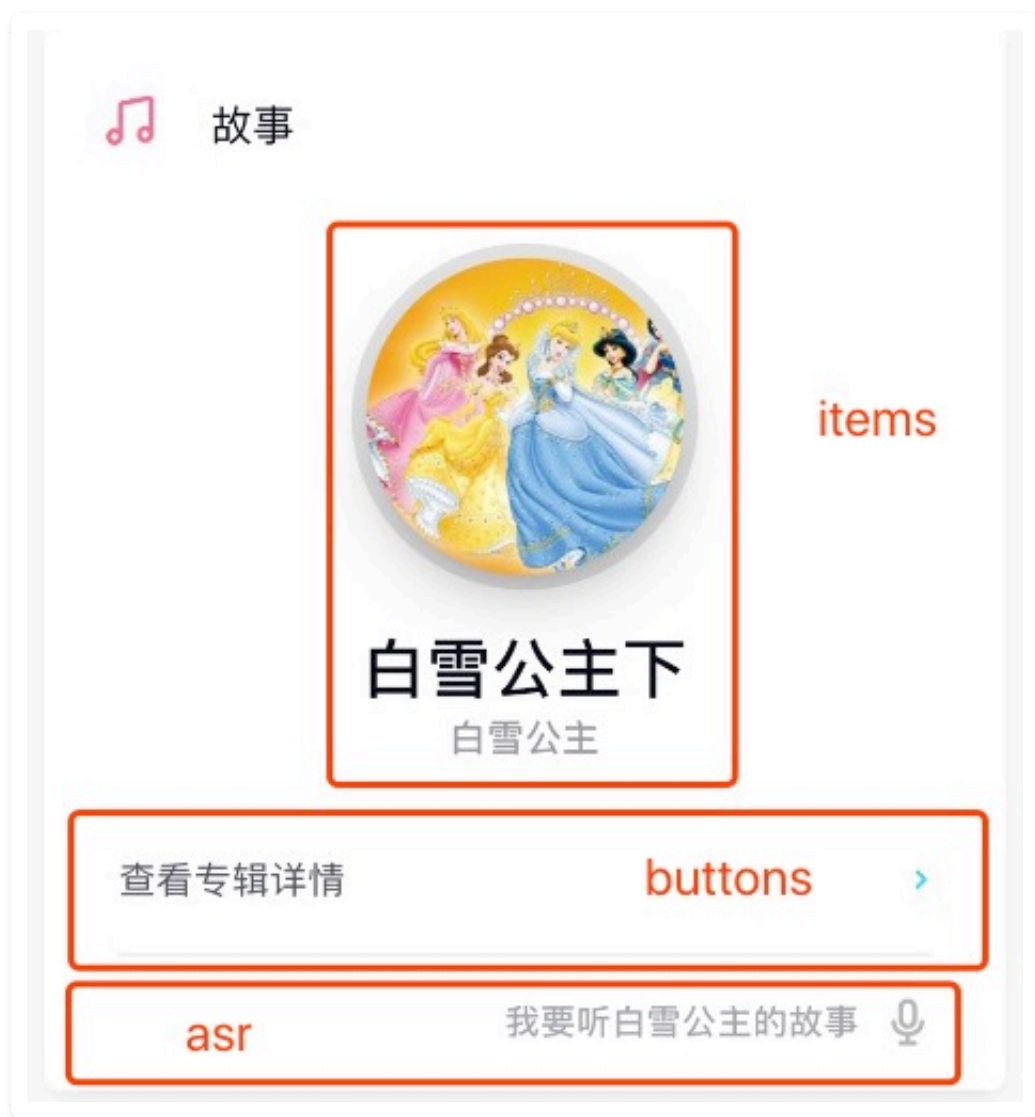 故事
items
白雪公主下
白雪公主
查看专辑详情 buttons
asr 我要听白雪公主的故事